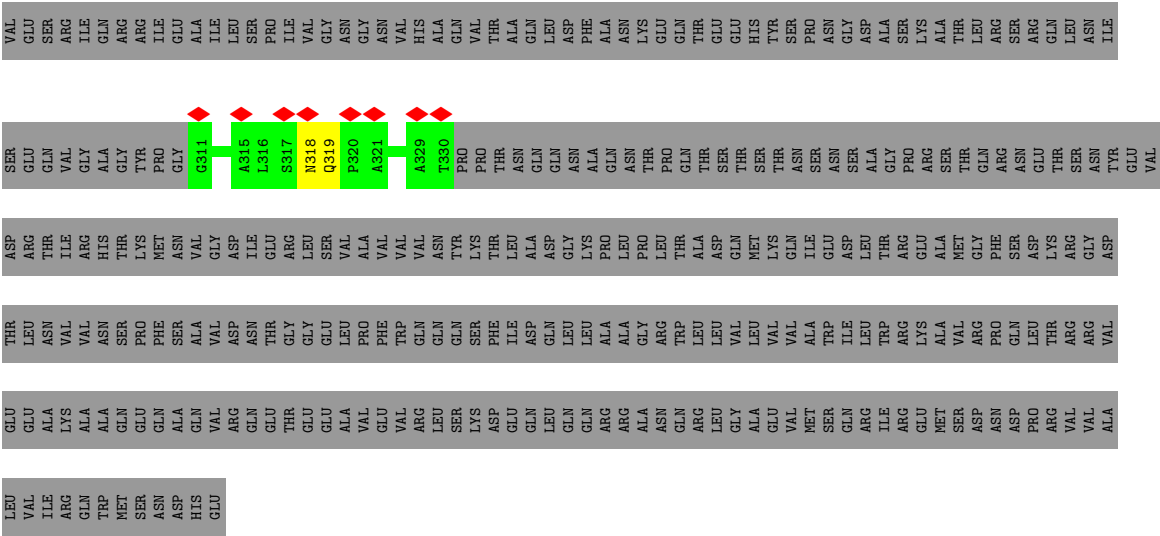 VAL GLU SER ARG ILE GLN ARG ARG ILE GLU ALA ILE LEU SER PRO ILE VAL GLY ASN GLY ASN VAL HIS ALA GLN VAL THR ALA GLN LEU ASP PHE ALA ASN LYS GLU GLN THR GLU GLU HIS TYR SER PRO ASN GLY ASP ALA SER LYS ALA THR LEU ARG SER ARG GLN LEU ASN ILE
SER GLU GLN VAL GLY ALA GLY TYR PRO GLY G311 A315 L316 S317 N318 Q319 P320 A321 A329 T330 PRO PRO THR ASN GLN GLN ASN ALA GLN ASN THR PRO GLN THR SER THR SER THR ASN SER ASN SER ALA GLY PRO ARG SER THR GLN ARG ASN GLU THR SER ASN TYR GLU VAL
ASP ARG THR ILE ARG HIS THR LYS MET ASN VAL GLY ASP ILE GLU ARG LEU SER VAL ALA VAL VAL VAL ASN TYR LYS THR LEU ALA ASP GLY LYS PRO LEU PRO LEU THR ALA ASP GLN MET LYS GLN ILE GLU ASP LEU THR ARG GLU ALA MET GLY PHE SER ASP LYS ARG GLY ASP
THR LEU ASN VAL VAL ASN SER PRO PHE SER ALA VAL ASP ASN THR GLY GLY GLU LEU PRO PHE TRP GLN GLN GLN SER PHE ILE ASP GLN LEU LEU ALA ALA GLY ARG TRP LEU LEU VAL LEU VAL VAL ALA TRP ILE LEU TRP ARG LYS ALA VAL ARG PRO GLN LEU THR ARG ARG VAL
GLU GLU ALA LYS ALA ALA GLN GLU GLN ALA GLN VAL ARG GLN GLU THR GLU GLU ALA VAL GLU VAL ARG LEU SER LYS ASP GLU GLN LEU GLN GLN ARG ARG ALA ASN GLN ARG LEU GLY ALA GLU VAL MET SER GLN ARG ILE ARG GLU MET SER ASP ASN ASP PRO ARG VAL VAL ALA
LEU VAL ILE ARG GLN TRP MET SER ASN ASP HIS GLU